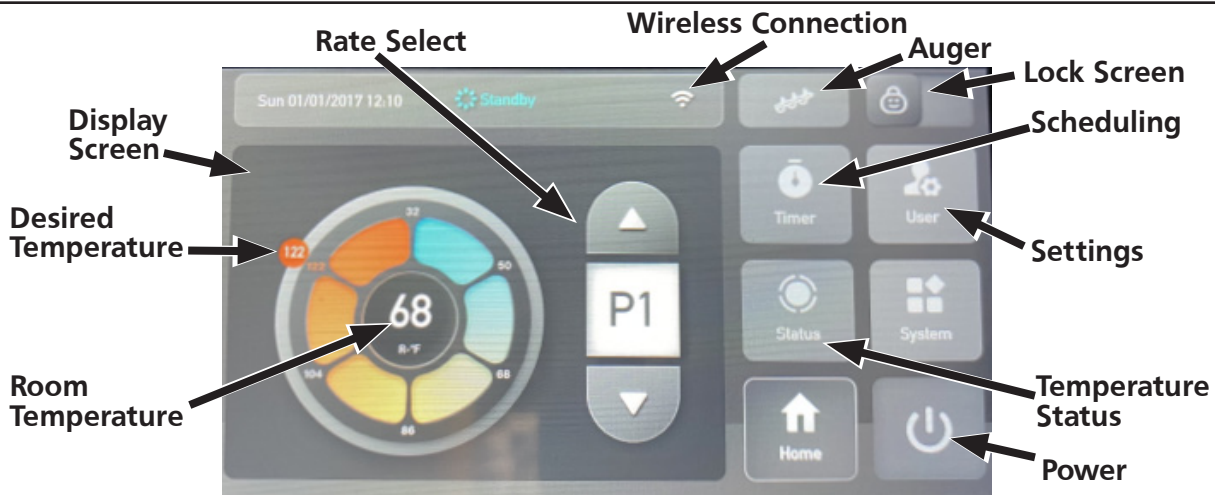 Wireless Connection
Rate Select
Auger
Lock Screen
Sun 01/01/2017 12:10
Standby
Display
Screen
Scheduling
Desired
Temperature
Timer
User
Settings
32
122
122
50
68
R-°F
P1
Status
System
104
68
86
Room
Temperature
Temperature
Status
Home
Power